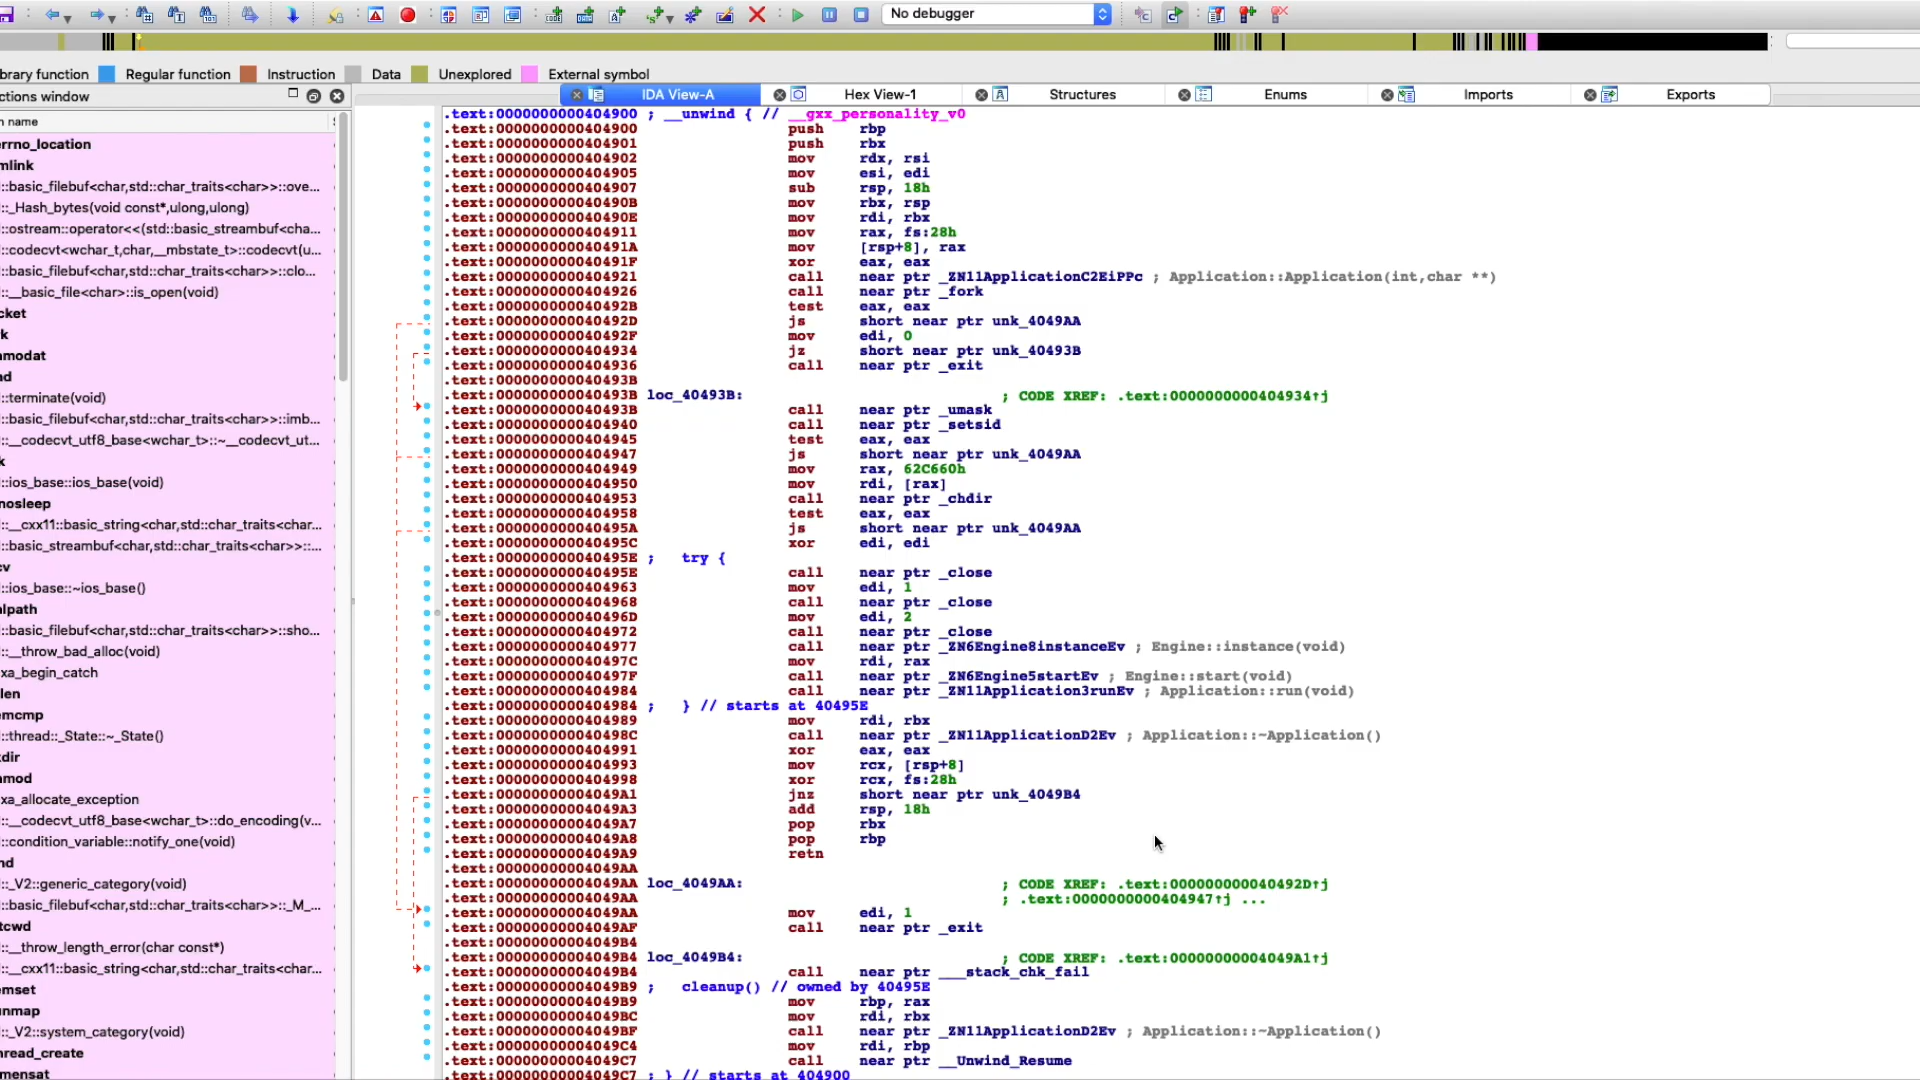 No debugger
brary function Regular function Instruction Data Unexplored External symbol
ctions window
IDA View-A Hex View-1 Structures Enums Imports Exports
n name
rrno_location
mlink
::basic_filebuf<char,std::char_traits<char>>::ove...
::_Hash_bytes(void const*,ulong,ulong)
::ostream::operator<<(std::basic_streambuf<cha...
::codecvt<wchar_t,char,__mbstate_t>::codecvt(u...
::basic_filebuf<char,std::char_traits<char>>::clo...
::__basic_file<char>::is_open(void)
cket
k
nmodat
nd
::terminate(void)
::basic_filebuf<char,std::char_traits<char>>::imb...
::__codecvt_utf8_base<wchar_t>::~__codecvt_ut...
k
::ios_base::ios_base(void)
nosleep
::__cxx11::basic_string<char,std::char_traits<char...
::basic_streambuf<char,std::char_traits<char>>::...
cv
::ios_base::~ios_base()
alpath
::basic_filebuf<char,std::char_traits<char>>::sho...
::__throw_bad_alloc(void)
xa_begin_catch
len
emcmp
::thread::_State::~_State()
dir
nmod
xa_allocate_exception
::__codecvt_utf8_base<wchar_t>::do_encoding(v...
::condition_variable::notify_one(void)
nd
::_V2::generic_category(void)
::basic_filebuf<char,std::char_traits<char>>::_M_...
tcwd
::__throw_length_error(char const*)
::__cxx11::basic_string<char,std::char_traits<char...
emset
unmap
::_V2::system_category(void)
hread_create
mensat
.text:0000000000404900 ; __unwind { // __gxx_personality_v0
.text:0000000000404900 push rbp
.text:0000000000404901 push rbx
.text:0000000000404902 mov rdx, rsi
.text:0000000000404905 mov esi, edi
.text:0000000000404907 sub rsp, 18h
.text:000000000040490B mov rbx, rsp
.text:000000000040490E mov rdi, rbx
.text:0000000000404911 mov rax, fs:28h
.text:000000000040491A mov [rsp+8], rax
.text:000000000040491F xor eax, eax
.text:0000000000404921 call near ptr _ZN11ApplicationC2EiPPc ; Application::Application(int,char **)
.text:0000000000404926 call near ptr _fork
.text:000000000040492B test eax, eax
.text:000000000040492D js short near ptr unk_4049AA
.text:000000000040492F mov edi, 0
.text:0000000000404934 jz short near ptr unk_40493B
.text:0000000000404936 call near ptr _exit
.text:000000000040493B
.text:000000000040493B loc_40493B: ; CODE XREF: .text:0000000000404934↑j
.text:000000000040493B call near ptr _umask
.text:0000000000404940 call near ptr _setsid
.text:0000000000404945 test eax, eax
.text:0000000000404947 js short near ptr unk_4049AA
.text:0000000000404949 mov rax, 62C660h
.text:0000000000404950 mov rdi, [rax]
.text:0000000000404953 call near ptr _chdir
.text:0000000000404958 test eax, eax
.text:000000000040495A js short near ptr unk_4049AA
.text:000000000040495C xor edi, edi
.text:000000000040495E ; try {
.text:000000000040495E call near ptr _close
.text:0000000000404963 mov edi, 1
.text:0000000000404968 call near ptr _close
.text:000000000040496D mov edi, 2
.text:0000000000404972 call near ptr _close
.text:0000000000404977 call near ptr _ZN6Engine8instanceEv ; Engine::instance(void)
.text:000000000040497C mov rdi, rax
.text:000000000040497F call near ptr _ZN6Engine5startEv ; Engine::start(void)
.text:0000000000404984 call near ptr _ZN11Application3runEv ; Application::run(void)
.text:0000000000404984 ; } // starts at 40495E
.text:0000000000404989 mov rdi, rbx
.text:000000000040498C call near ptr _ZN11ApplicationD2Ev ; Application::~Application()
.text:0000000000404991 xor eax, eax
.text:0000000000404993 mov rcx, [rsp+8]
.text:0000000000404998 xor rcx, fs:28h
.text:00000000004049A1 jnz short near ptr unk_4049B4
.text:00000000004049A3 add rsp, 18h
.text:00000000004049A7 pop rbx
.text:00000000004049A8 pop rbp
.text:00000000004049A9 retn
.text:00000000004049AA
.text:00000000004049AA loc_4049AA: ; CODE XREF: .text:000000000040492D↑j
.text:00000000004049AA ; .text:0000000000404947↑j ...
.text:00000000004049AA mov edi, 1
.text:00000000004049AF call near ptr _exit
.text:00000000004049B4
.text:00000000004049B4 loc_4049B4: ; CODE XREF: .text:00000000004049A1↑j
.text:00000000004049B4 call near ptr ___stack_chk_fail
.text:00000000004049B9 ; cleanup() // owned by 40495E
.text:00000000004049B9 mov rbp, rax
.text:00000000004049BC mov rdi, rbx
.text:00000000004049BF call near ptr _ZN11ApplicationD2Ev ; Application::~Application()
.text:00000000004049C4 mov rdi, rbp
.text:00000000004049C7 call near ptr __Unwind_Resume
.text:00000000004049C7 ; } // starts at 404900